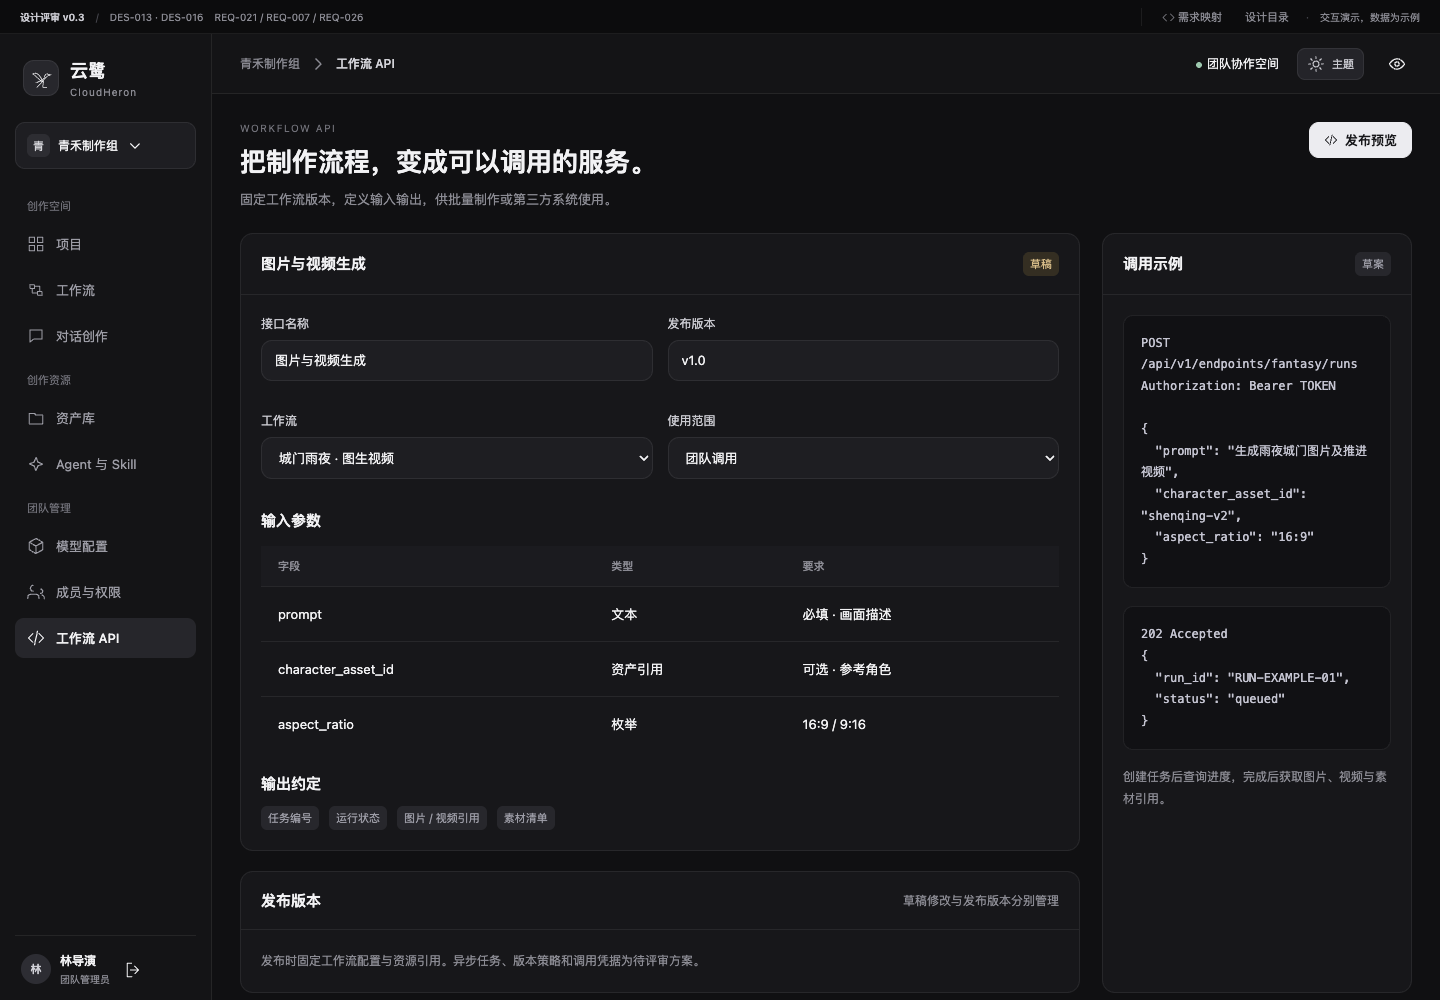 设计评审 v0.3 / DES-013 · DES-016 REQ-021 / REQ-007 / REQ-026
需求映射 设计目录 · 交互演示，数据为示例
云鹭
CloudHeron
青 青禾制作组
创作空间
项目
工作流
对话创作
创作资源
资产库
Agent 与 Skill
团队管理
模型配置
成员与权限
工作流 API
林 林导演
团队管理员
青禾制作组 工作流 API
团队协作空间 主题
WORKFLOW API
把制作流程，变成可以调用的服务。
固定工作流版本，定义输入输出，供批量制作或第三方系统使用。
发布预览
图片与视频生成 草稿
接口名称 发布版本
图片与视频生成 v1.0
工作流 使用范围
城门雨夜 · 图生视频 团队调用
输入参数
字段 类型 要求
prompt 文本 必填 · 画面描述
character_asset_id 资产引用 可选 · 参考角色
aspect_ratio 枚举 16:9 / 9:16
输出约定
任务编号 运行状态 图片 / 视频引用 素材清单
发布版本 草稿修改与发布版本分别管理
发布时固定工作流配置与资源引用。异步任务、版本策略和调用凭据为待评审方案。
调用示例 草案
POST
/api/v1/endpoints/fantasy/runs
Authorization: Bearer TOKEN
{
"prompt": "生成雨夜城门图片及推进
视频",
"character_asset_id":
"shenqing-v2",
"aspect_ratio": "16:9"
}
202 Accepted
{
"run_id": "RUN-EXAMPLE-01",
"status": "queued"
}
创建任务后查询进度，完成后获取图片、视频与素
材引用。